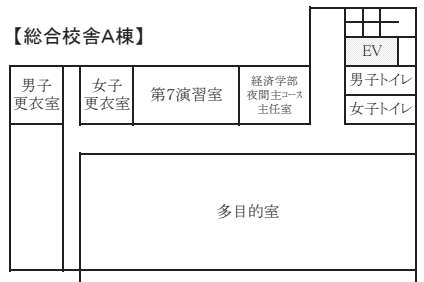 【総合校舎A棟】
EV
男子
更衣室
女子
更衣室
第7演習室
経済学部
夜間主コース
主任室
男子トイレ
女子トイレ
多目的室